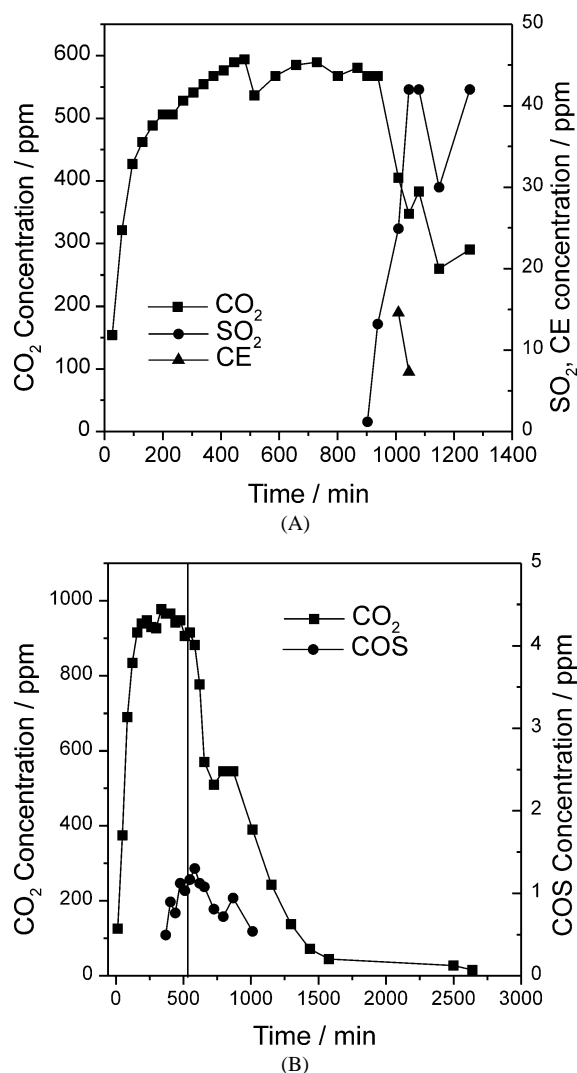 CO₂ Concentration / ppm
600
500
400
300
200
100
0
50
40
30
20
10
0
SO₂, CE concentration / ppm
CO₂
SO₂
CE
0 200 400 600 800 1000 1200 1400
Time / min
(A)
CO₂ Concentration / ppm
1000
800
600
400
200
0
5
4
3
2
1
0
COS Concentration / ppm
CO₂
COS
0 500 1000 1500 2000 2500 3000
Time / min
(B)